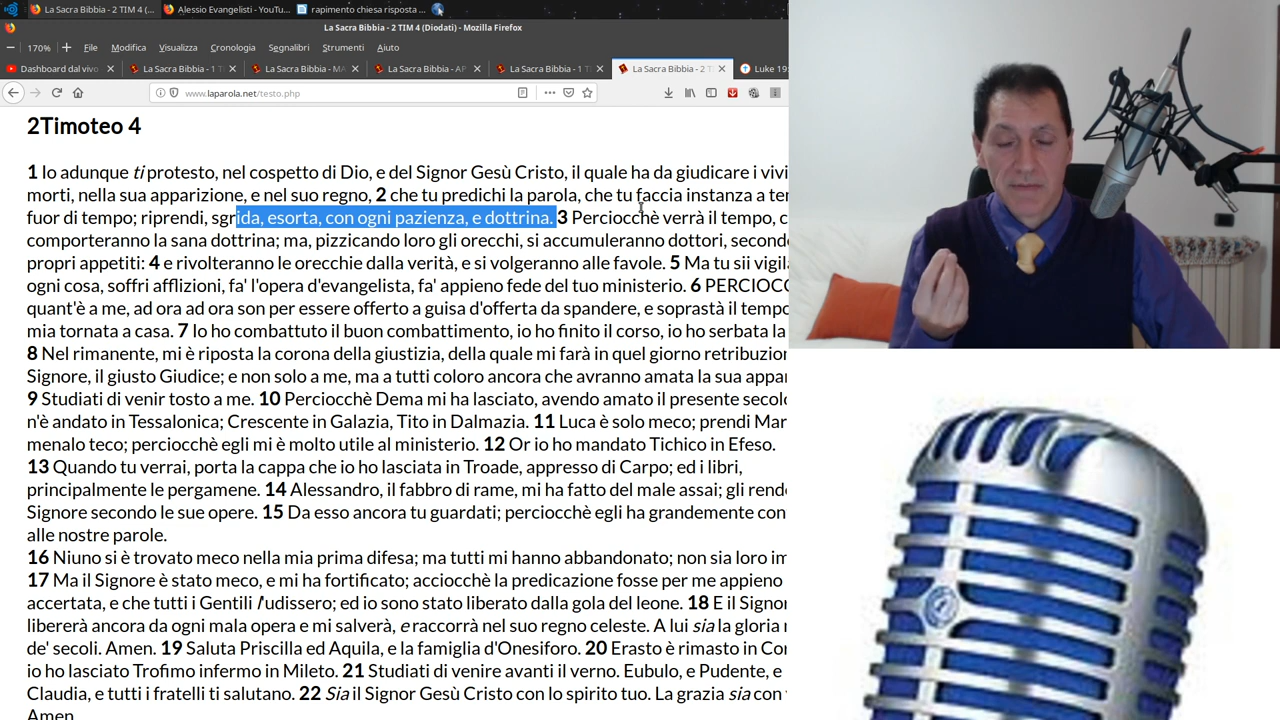 La Sacra Bibbia - 2 TIM 4 (… Alessio Evangelisti - YouTu… rapimento chiesa risposta …
La Sacra Bibbia - 2 TIM 4 (Diodati) - Mozilla Firefox
170% File Modifica Visualizza Cronologia Segnalibri Strumenti Aiuto
Dashboard dal vivo La Sacra Bibbia - 1 T La Sacra Bibbia - MA La Sacra Bibbia - AP La Sacra Bibbia - 1 T La Sacra Bibbia - 2 T Luke 19:
www.laparola.net/testo.php
2Timoteo 4
1 Io adunque ti protesto, nel cospetto di Dio, e del Signor Gesù Cristo, il quale ha da giudicare i vivi
morti, nella sua apparizione, e nel suo regno, 2 che tu predichi la parola, che tu faccia instanza a te
fuor di tempo; riprendi, sgrida, esorta, con ogni pazienza, e dottrina. 3 Perciocchè verrà il tempo, c
comporteranno la sana dottrina; ma, pizzicando loro gli orecchi, si accumuleranno dottori, second
propri appetiti: 4 e rivolteranno le orecchie dalla verità, e si volgeranno alle favole. 5 Ma tu sii vigil
ogni cosa, soffri afflizioni, fa' l'opera d'evangelista, fa' appieno fede del tuo ministerio. 6 PERCIOCC
quant'è a me, ad ora ad ora son per essere offerto a guisa d'offerta da spandere, e soprastà il tempo
mia tornata a casa. 7 Io ho combattuto il buon combattimento, io ho finito il corso, io ho serbata la
8 Nel rimanente, mi è riposta la corona della giustizia, della quale mi farà in quel giorno retribuzion
Signore, il giusto Giudice; e non solo a me, ma a tutti coloro ancora che avranno amata la sua appar
9 Studiati di venir tosto a me. 10 Perciocchè Dema mi ha lasciato, avendo amato il presente secolo
n'è andato in Tessalonica; Crescente in Galazia, Tito in Dalmazia. 11 Luca è solo meco; prendi Mar
menalo teco; perciocchè egli mi è molto utile al ministerio. 12 Or io ho mandato Tichico in Efeso.
13 Quando tu verrai, porta la cappa che io ho lasciata in Troade, appresso di Carpo; ed i libri,
principalmente le pergamene. 14 Alessandro, il fabbro di rame, mi ha fatto del male assai; gli rend
Signore secondo le sue opere. 15 Da esso ancora tu guardati; perciocchè egli ha grandemente con
alle nostre parole.
16 Niuno si è trovato meco nella mia prima difesa; ma tutti mi hanno abbandonato; non sia loro im
17 Ma il Signore è stato meco, e mi ha fortificato; acciocchè la predicazione fosse per me appieno
accertata, e che tutti i Gentili l'udissero; ed io sono stato liberato dalla gola del leone. 18 E il Signor
libererà ancora da ogni mala opera e mi salverà, e raccorrà nel suo regno celeste. A lui sia la gloria
de' secoli. Amen. 19 Saluta Priscilla ed Aquila, e la famiglia d'Onesiforo. 20 Erasto è rimasto in Cor
io ho lasciato Trofimo infermo in Mileto. 21 Studiati di venire avanti il verno. Eubulo, e Pudente, e
Claudia, e tutti i fratelli ti salutano. 22 Sia il Signor Gesù Cristo con lo spirito tuo. La grazia sia con
Amen